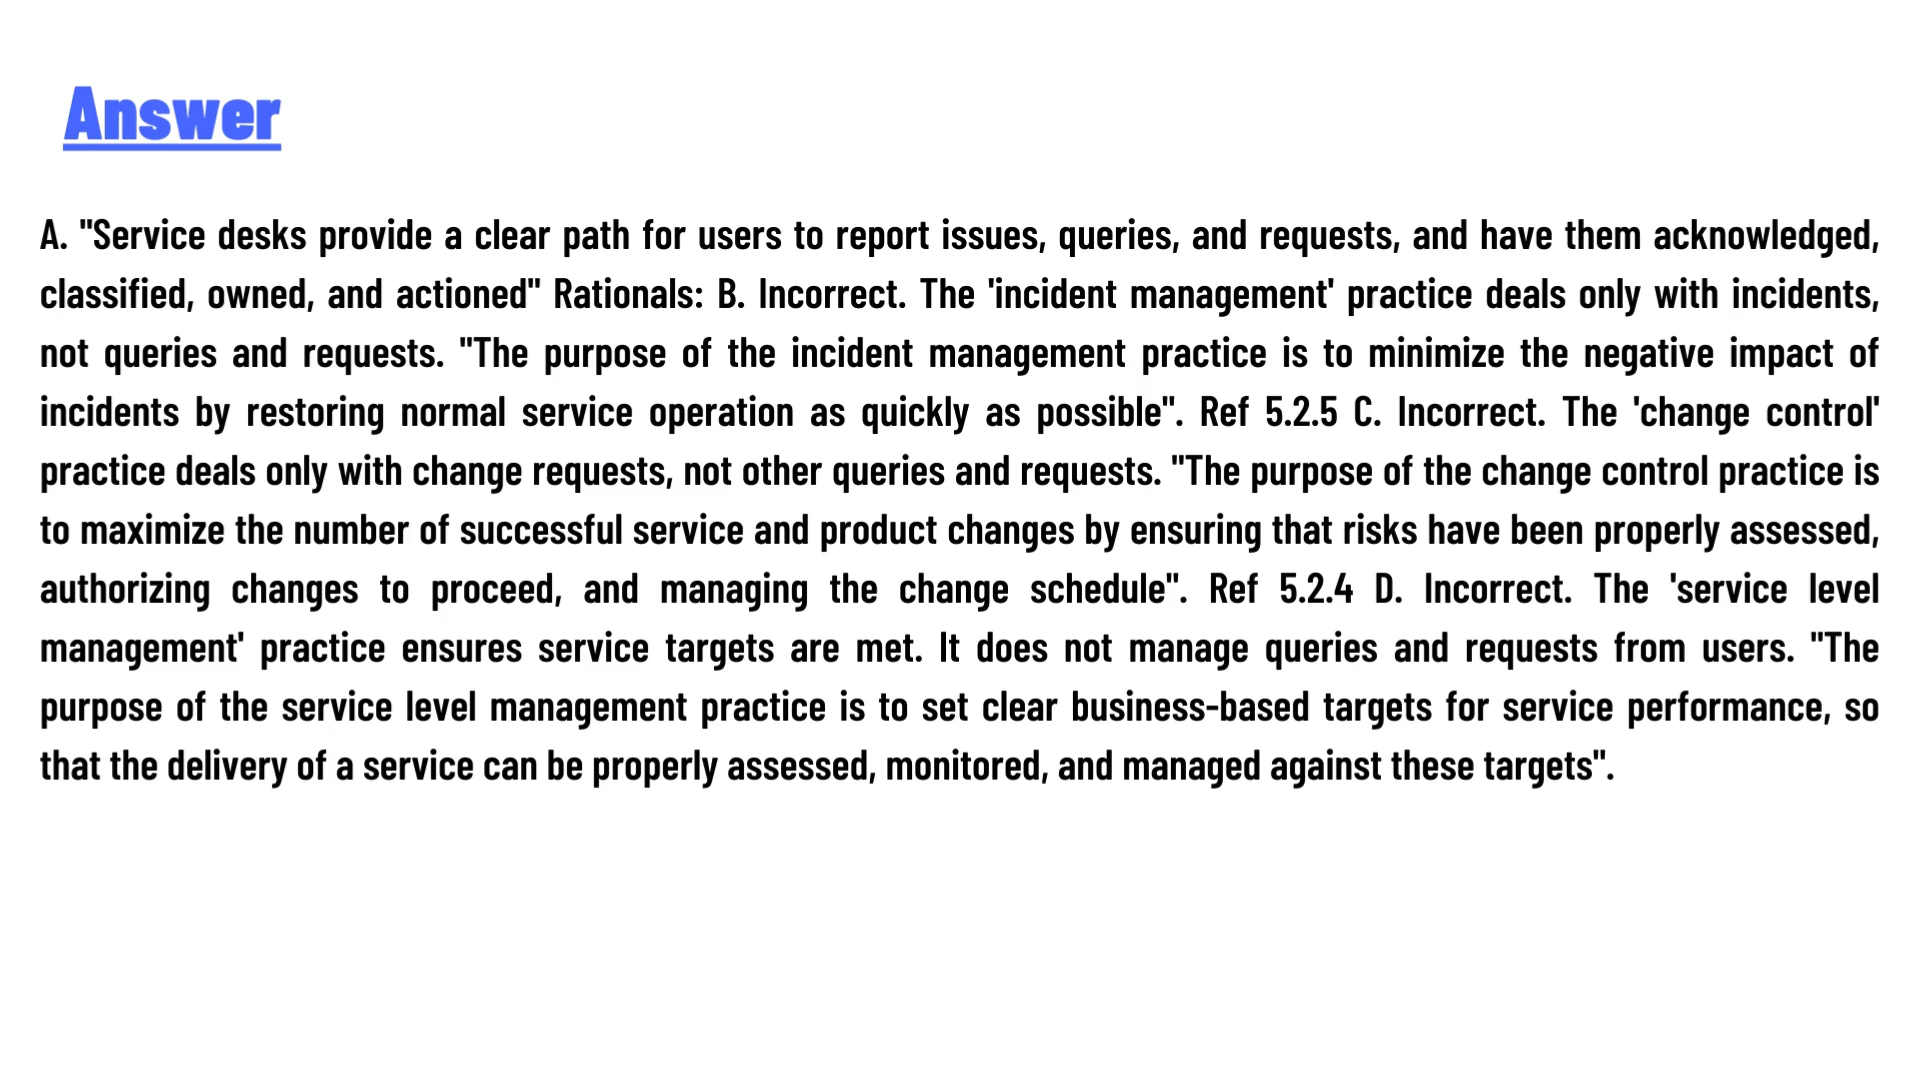 Answer
A. "Service desks provide a clear path for users to report issues, queries, and requests, and have them acknowledged,
classified, owned, and actioned" Rationals: B. Incorrect. The 'incident management' practice deals only with incidents,
not queries and requests. "The purpose of the incident management practice is to minimize the negative impact of
incidents by restoring normal service operation as quickly as possible". Ref 5.2.5 C. Incorrect. The 'change control'
practice deals only with change requests, not other queries and requests. "The purpose of the change control practice is
to maximize the number of successful service and product changes by ensuring that risks have been properly assessed,
authorizing changes to proceed, and managing the change schedule". Ref 5.2.4 D. Incorrect. The 'service level
management' practice ensures service targets are met. It does not manage queries and requests from users. "The
purpose of the service level management practice is to set clear business-based targets for service performance, so
that the delivery of a service can be properly assessed, monitored, and managed against these targets".